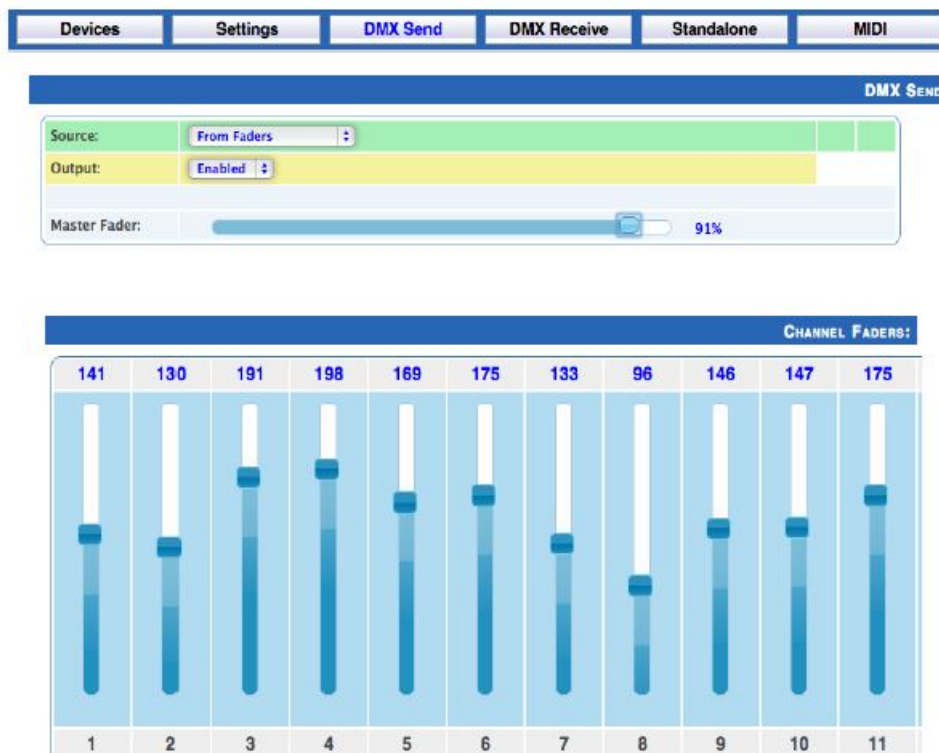 Devices Settings DMX Send DMX Receive Standalone MIDI
DMX SEND
Source: From Faders
Output: Enabled
Master Fader: 91%
CHANNEL FADERS:
141 130 191 198 169 175 133 96 146 147 175
1 2 3 4 5 6 7 8 9 10 11